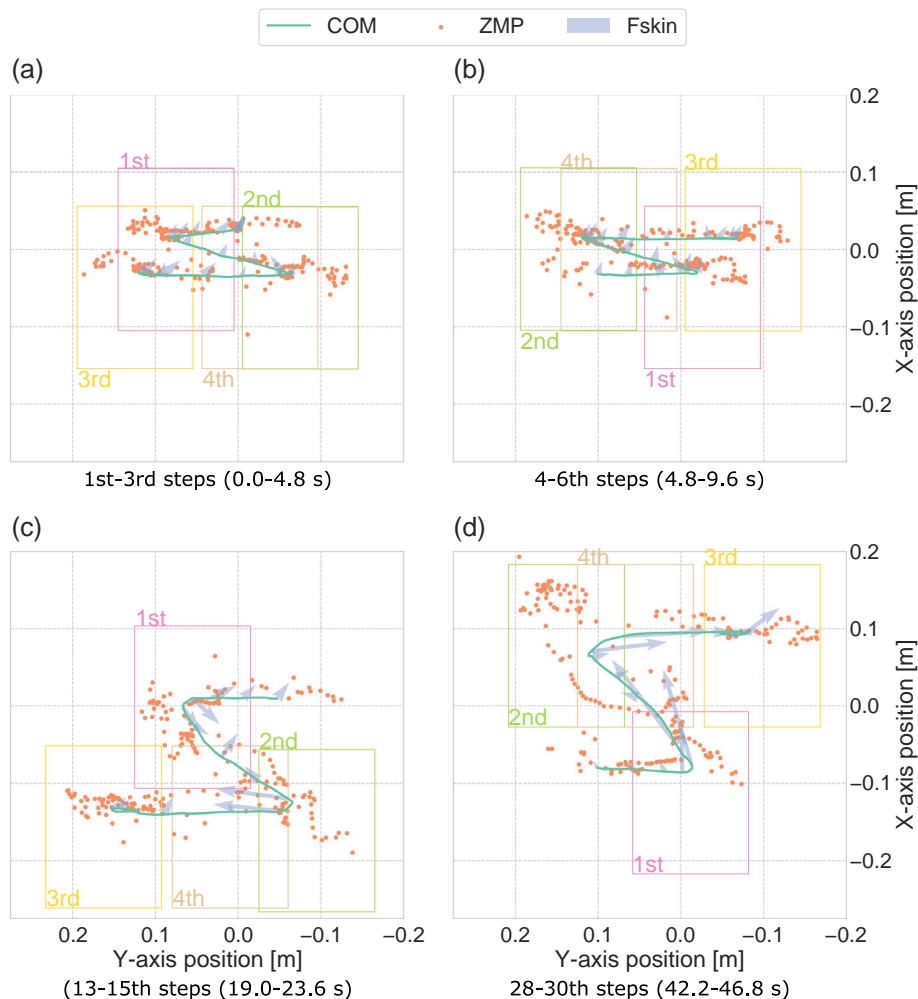 COM ZMP Fskin
(a) (b)
0.2
1st 4th 3rd 0.1
2nd
0.0
−0.1
2nd
3rd 4th 1st
−0.2
X-axis position [m]
1st-3rd steps (0.0-4.8 s) 4-6th steps (4.8-9.6 s)
(c) (d)
4th 3rd 0.2
1st 0.1
2nd 0.0
2nd
−0.1
1st
3rd 4th −0.2
X-axis position [m]
0.2 0.1 0.0 −0.1 −0.2 0.2 0.1 0.0 −0.1 −0.2
Y-axis position [m] Y-axis position [m]
(13-15th steps (19.0-23.6 s) 28-30th steps (42.2-46.8 s)